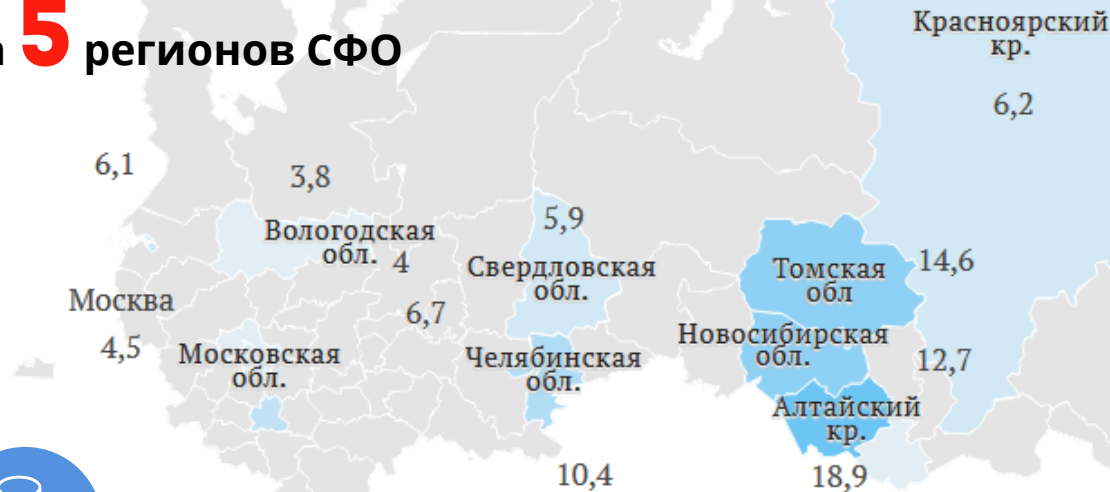 5 регионов СФО
Красноярский
кр.
6,2
6,1
3,8
Вологодская
обл.
4
5,9
Свердловская
обл.
Томская
обл
14,6
Москва
4,5
6,7
Московская
обл.
Челябинская
обл.
Новосибирская
обл.
12,7
Алтайский
кр.
10,4
18,9